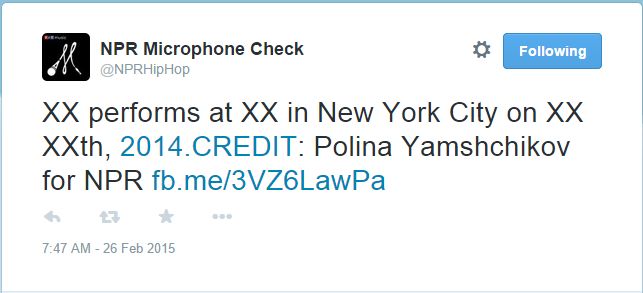 NPR Microphone Check
@NPRHipHop
Following
XX performs at XX in New York City on XX
XXth, 2014.CREDIT: Polina Yamshchikov
for NPR fb.me/3VZ6LawPa
7:47 AM - 26 Feb 2015